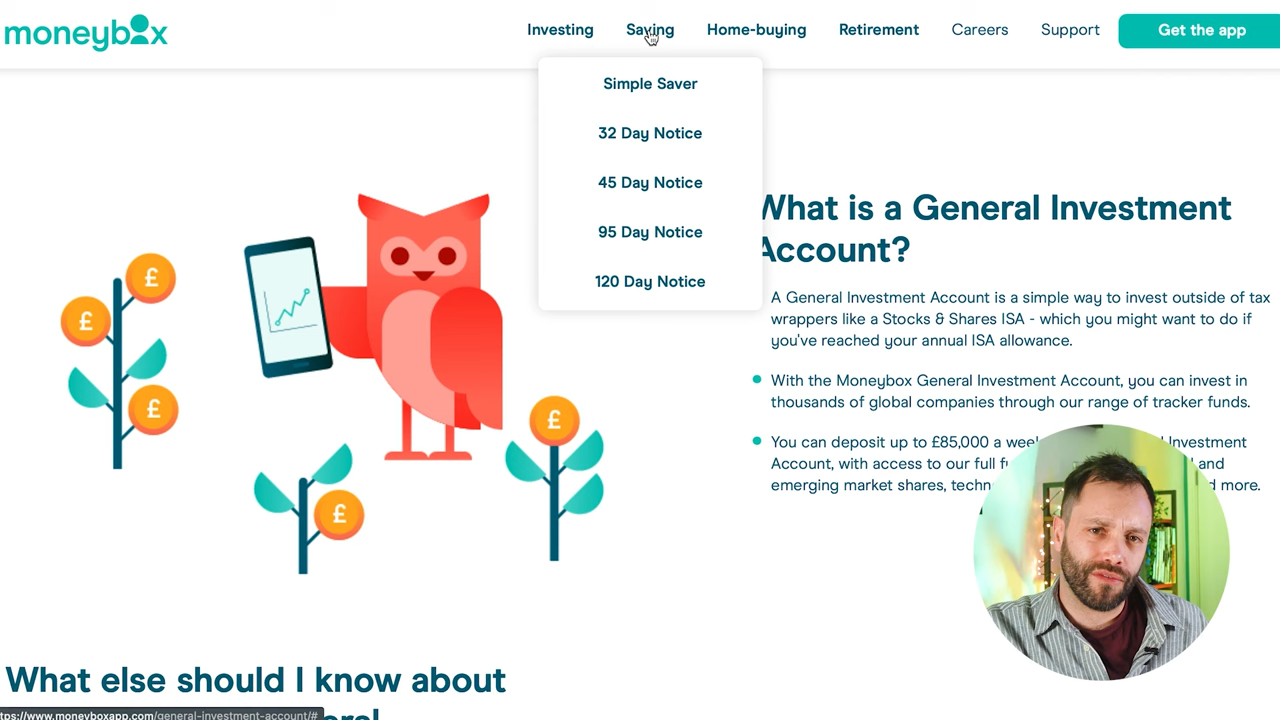 moneybox
Investing Saving Home-buying Retirement Careers Support Get the app
Simple Saver
32 Day Notice
45 Day Notice
95 Day Notice
120 Day Notice
What is a General Investment
Account?
A General Investment Account is a simple way to invest outside of tax
wrappers like a Stocks & Shares ISA - which you might want to do if
you've reached your annual ISA allowance.
With the Moneybox General Investment Account, you can invest in
thousands of global companies through our range of tracker funds.
You can deposit up to £85,000 a Investment
Account, with access to our full and
emerging market shares, more.
£
£
£
£
£
What else should I know about
tps://www.moneyboxapp.com/general-investment-account/#